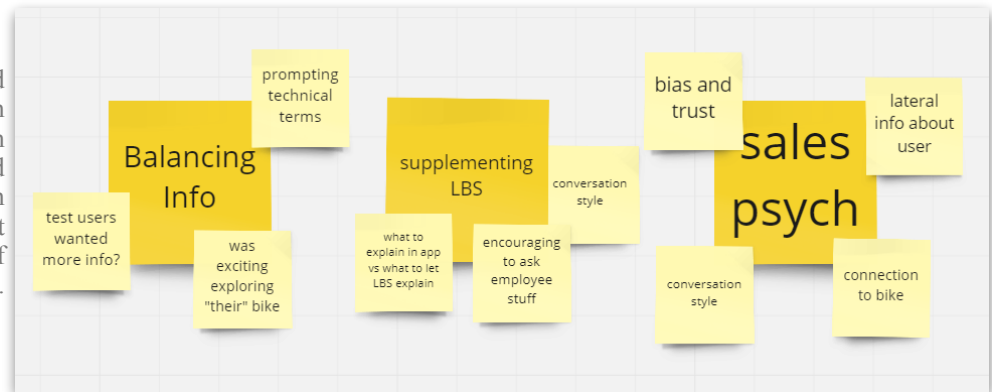 prompting
technical
terms
Balancing
Info
test users
wanted
more info?
was
exciting
exploring
"their" bike
supplementing
LBS
conversation
style
what to
explain in app
vs what to let
LBS explain
encouraging
to ask
employee
stuff
bias and
trust
lateral
info about
user
sales
psych
conversation
style
connection
to bike